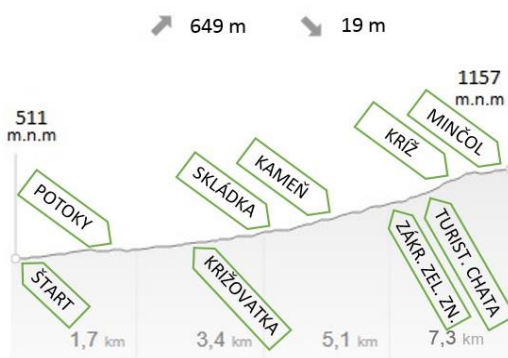 649 m 19 m
1157
m.n.m
511
m.n.m
MINČOL
KRÍŽ
KAMEŇ
SKLÁDKA
POTOKY
ŠTART
KRIŽOVATKA
ZÁKR. ZEL. ZN.
TURIST. CHATA
1,7 km 3,4 km 5,1 km 7,3 km